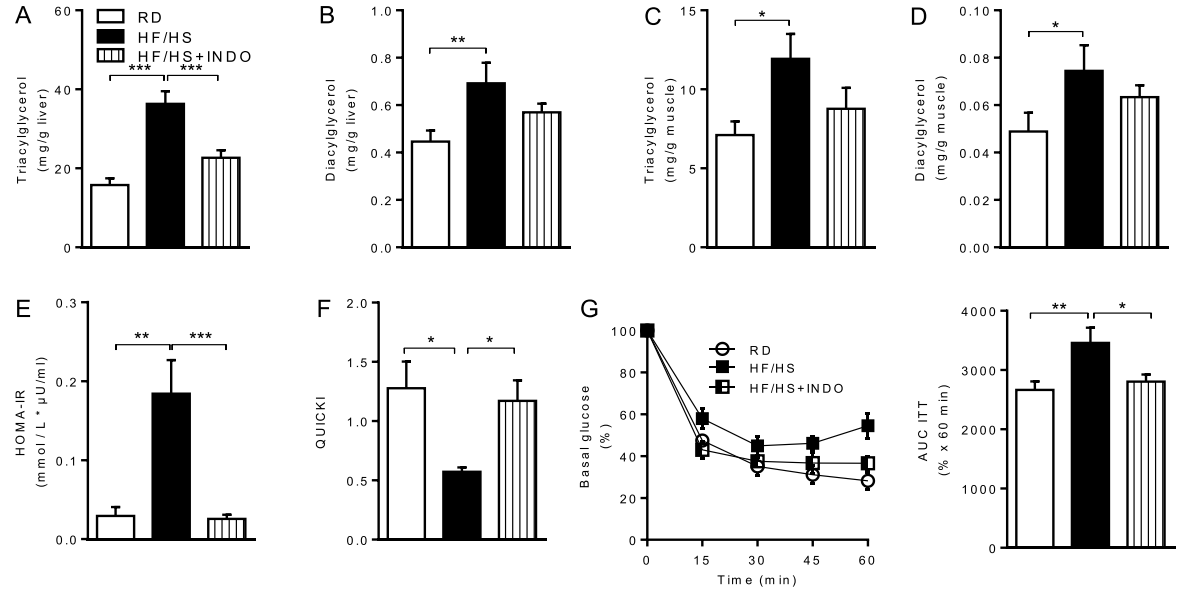 A
Triacylglycerol
(mg/g liver)
60
40
20
0
RD
HF/HS
HF/HS+INDO
*** ***
B
Diacylglycerol
(mg/g liver)
1.0
0.8
0.6
0.4
0.2
0.0
**
C
Triacylglycerol
(mg/g muscle)
15
10
5
0
*
D
Diacylglycerol
(mg/g muscle)
0.10
0.08
0.06
0.04
0.02
0.00
*
E
HOMA-IR
(mmol / L * µU/ml)
0.3
0.2
0.1
0.0
** ***
F
QUICKI
2.0
1.5
1.0
0.5
0.0
* *
G
Basal glucose
(%)
100
80
60
40
20
0
RD
HF/HS
HF/HS+INDO
0 15 30 45 60
Time (min)
AUC ITT
(% x 60 min)
4000
3000
2000
1000
0
** *